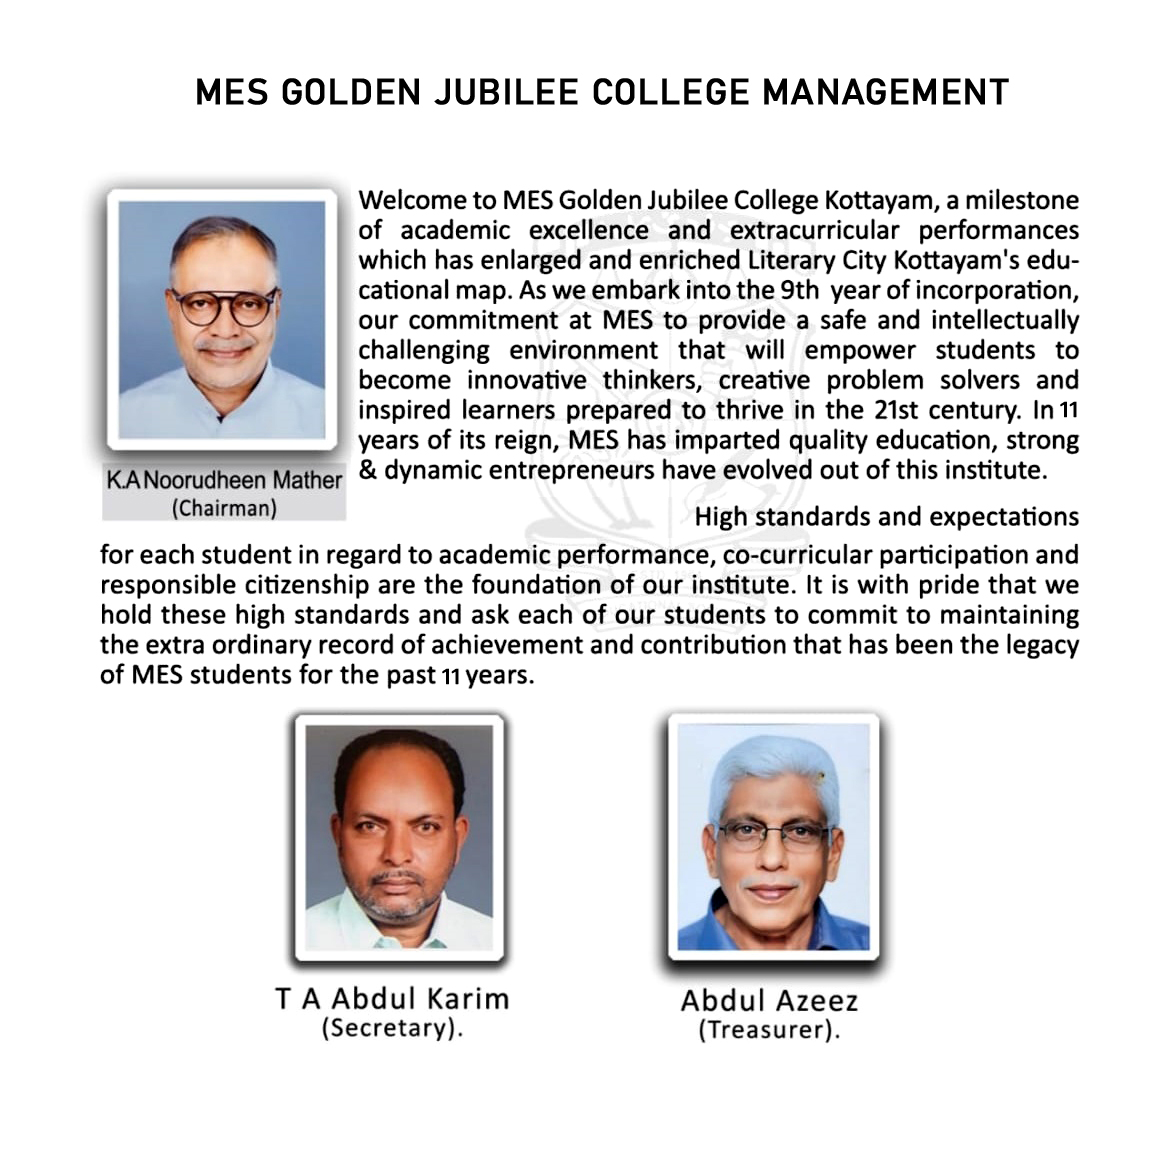 MES GOLDEN JUBILEE COLLEGE MANAGEMENT
Welcome to MES Golden Jubilee College Kottayam, a milestone
of academic excellence and extracurricular performances
which has enlarged and enriched Literary City Kottayam's edu-
cational map. As we embark into the 9th year of incorporation,
our commitment at MES to provide a safe and intellectually
challenging environment that will empower students to
become innovative thinkers, creative problem solvers and
inspired learners prepared to thrive in the 21st century. In 11
years of its reign, MES has imparted quality education, strong
& dynamic entrepreneurs have evolved out of this institute.
K.A Noorudheen Mather
(Chairman)
High standards and expectations
for each student in regard to academic performance, co-curricular participation and
responsible citizenship are the foundation of our institute. It is with pride that we
hold these high standards and ask each of our students to commit to maintaining
the extra ordinary record of achievement and contribution that has been the legacy
of MES students for the past 11 years.
T A Abdul Karim
(Secretary).
Abdul Azeez
(Treasurer).